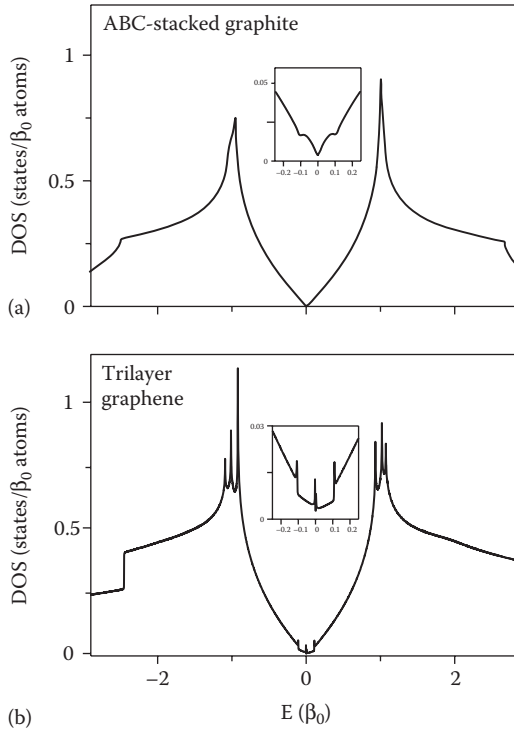 ABC-stacked graphite
1
0.5
0
DOS (states/β₀ atoms)
0.05
0
−0.2 −0.1 0 0.1 0.2
(a)
Trilayer
graphene
1
0.5
0
DOS (states/β₀ atoms)
0.03
0
−0.2 −0.1 0 0.1 0.2
−2 0 2
E (β₀)
(b)